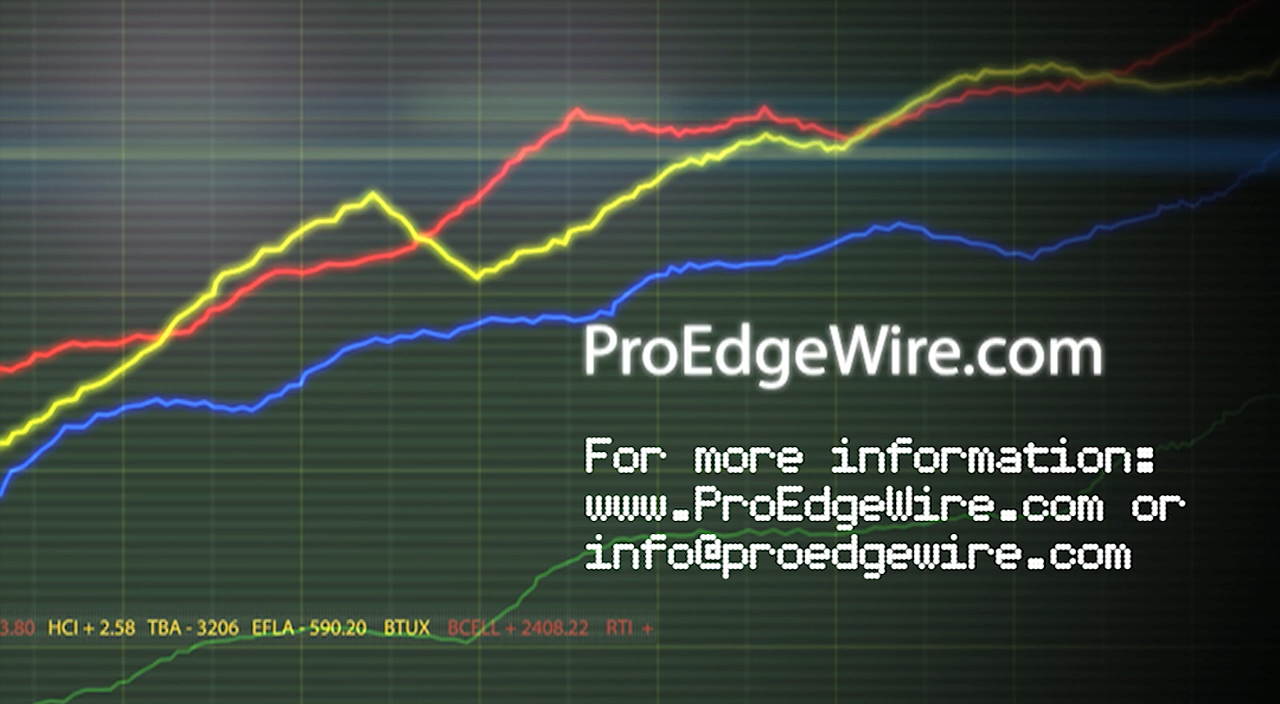 ProEdgeWire.com
For more information:
www.ProEdgeWire.com or
info@proedgewire.com
3.80 HCI + 2.58 TBA - 3206 EFLA - 590.20 BTUX BCELL + 2408.22 RTI +